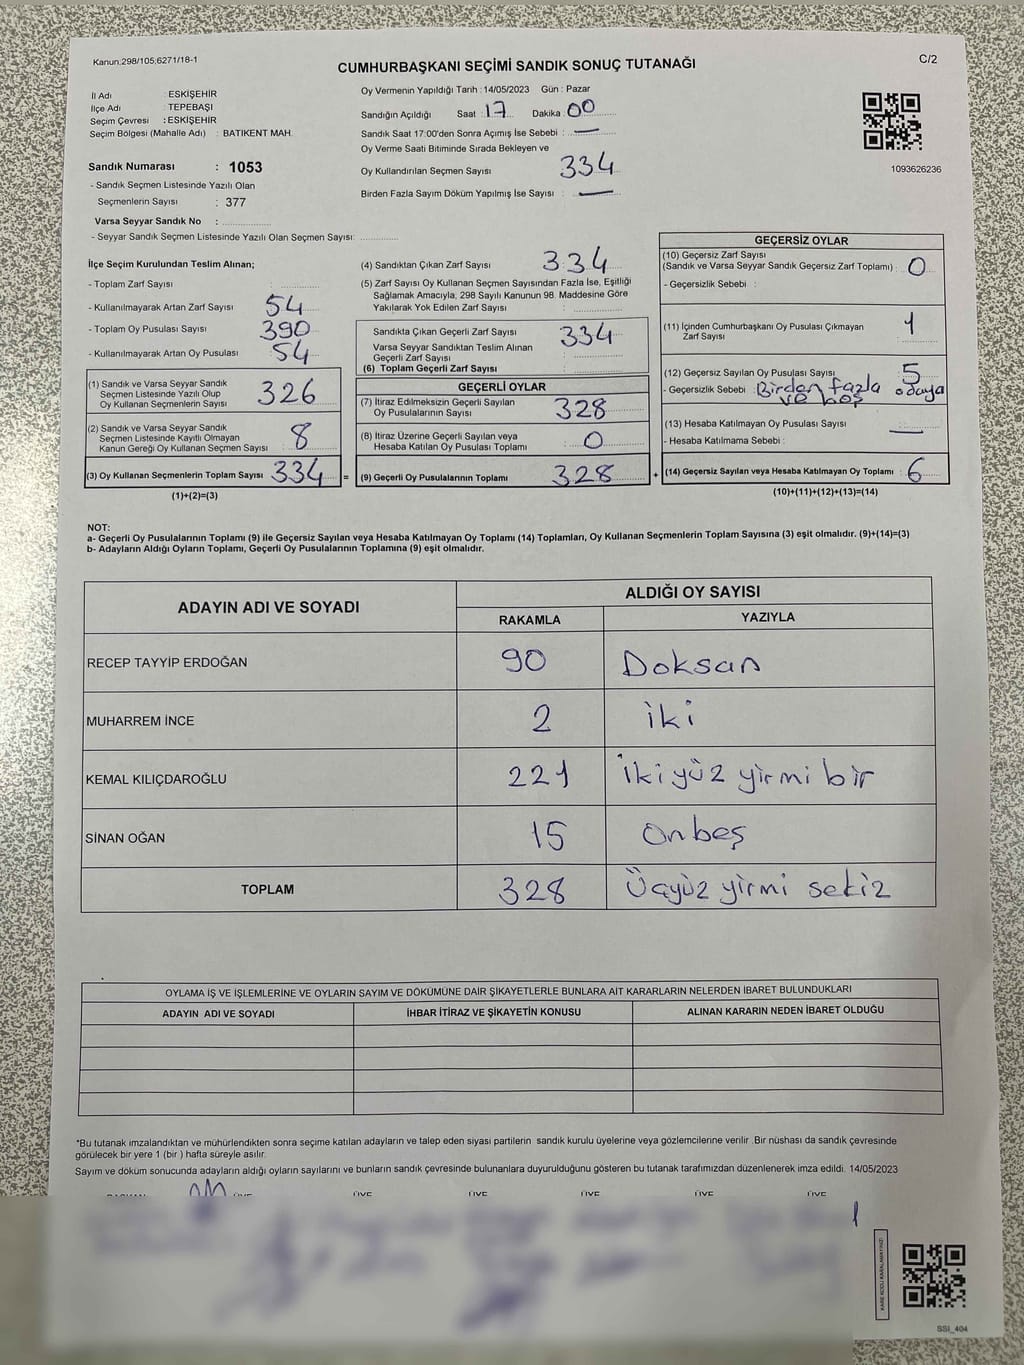 Kanun:298/105;6271/18-1
CUMHURBAŞKANI SEÇİMİ SANDIK SONUÇ TUTANAĞI
C/2
İl Adı : ESKİŞEHİR
İlçe Adı : TEPEBAŞI
Seçim Çevresi : ESKİŞEHİR
Seçim Bölgesi (Mahalle Adı) : BATIKENT MAH.
Sandık Numarası : 1053
- Sandık Seçmen Listesinde Yazılı Olan
Seçmenlerin Sayısı : 377
Varsa Seyyar Sandık No :
- Seyyar Sandık Seçmen Listesinde Yazılı Olan Seçmen Sayısı:
Oy Vermenin Yapıldığı Tarih : 14/05/2023 Gün : Pazar
Sandığın Açıldığı Saat : 17 Dakika : 00
Sandık Saat 17:00'den Sonra Açımış İse Sebebi : —
Oy Verme Saati Bitiminde Sırada Bekleyen ve
Oy Kullandırılan Seçmen Sayısı 334
Birden Fazla Sayım Döküm Yapılmış İse Sayısı : —
1093626236
İlçe Seçim Kurulundan Teslim Alınan;
- Toplam Zarf Sayısı :
- Kullanılmayarak Artan Zarf Sayısı 54
- Toplam Oy Pusulası Sayısı 390
- Kullanılmayarak Artan Oy Pusulası 54
(1) Sandık ve Varsa Seyyar Sandık
Seçmen Listesinde Yazılı Olup
Oy Kullanan Seçmenlerin Sayısı 326
(2) Sandık ve Varsa Seyyar Sandık
Seçmen Listesinde Kayıtlı Olmayan
Kanun Gereği Oy Kullanan Seçmen Sayısı 8
(3) Oy Kullanan Seçmenlerin Toplam Sayısı 334 =
(1)+(2)=(3)
(4) Sandıktan Çıkan Zarf Sayısı 334
(5) Zarf Sayısı Oy Kullanan Seçmen Sayısından Fazla İse, Eşitliği
Sağlamak Amacıyla; 298 Sayılı Kanunun 98. Maddesine Göre
Yakılarak Yok Edilen Zarf Sayısı :
Sandıkta Çıkan Geçerli Zarf Sayısı 334
Varsa Seyyar Sandıktan Teslim Alınan
Geçerli Zarf Sayısı :
(6) Toplam Geçerli Zarf Sayısı
GEÇERLİ OYLAR
(7) İtiraz Edilmeksizin Geçerli Sayılan
Oy Pusulalarının Sayısı 328
(8) İtiraz Üzerine Geçerli Sayılan veya
Hesaba Katılan Oy Pusulası Toplamı 0
(9) Geçerli Oy Pusulalarının Toplamı 328 +
GEÇERSİZ OYLAR
(10) Geçersiz Zarf Sayısı
(Sandık ve Varsa Seyyar Sandık Geçersiz Zarf Toplamı) : 0
- Geçersizlik Sebebi :
(11) İçinden Cumhurbaşkanı Oy Pusulası Çıkmayan
Zarf Sayısı 1
(12) Geçersiz Sayılan Oy Pusulası Sayısı 5
- Geçersizlik Sebebi : Birden fazla
ve boş
(13) Hesaba Katılmayan Oy Pusulası Sayısı —
- Hesaba Katılmama Sebebi :
(14) Geçersiz Sayılan veya Hesaba Katılmayan Oy Toplamı : 6
(10)+(11)+(12)+(13)=(14)
NOT:
a- Geçerli Oy Pusulalarının Toplamı (9) ile Geçersiz Sayılan veya Hesaba Katılmayan Oy Toplamı (14) Toplamları, Oy Kullanan Seçmenlerin Toplam Sayısına (3) eşit olmalıdır. (9)+(14)=(3)
b- Adayların Aldığı Oyların Toplamı, Geçerli Oy Pusulalarının Toplamına (9) eşit olmalıdır.
ADAYIN ADI VE SOYADI ALDIĞI OY SAYISI
RAKAMLA YAZIYLA
RECEP TAYYİP ERDOĞAN 90 Doksan
MUHARREM İNCE 2 iki
KEMAL KILIÇDAROĞLU 221 ikiyüz yirmi bir
SİNAN OĞAN 15 onbeş
TOPLAM 328 Üçyüz yirmi sekiz
OYLAMA İŞ VE İŞLEMLERİNE VE OYLARIN SAYIM VE DÖKÜMÜNE DAİR ŞİKAYETLERLE BUNLARA AİT KARARLARIN NELERDEN İBARET BULUNDUKLARI
ADAYIN ADI VE SOYADI İHBAR İTİRAZ VE ŞİKAYETİN KONUSU ALINAN KARARIN NEDEN İBARET OLDUĞU
*Bu tutanak imzalandıktan ve mühürlendikten sonra seçime katılan adayların ve talep eden siyasi partilerin sandık kurulu üyelerine veya gözlemcilerine verilir .Bir nüshası da sandık çevresinde
görülecek bir yere 1 (bir ) hafta süreyle asılır.
Sayım ve döküm sonucunda adayların aldığı oyların sayılarını ve bunların sandık çevresinde bulunanlara duyurulduğunu gösteren bu tutanak tarafımızdan düzenlenerek imza edildi. 14/05/2023
BAŞKAN ÜYE ÜYE ÜYE ÜYE ÜYE ÜYE
KARE KODU KARALAMAYINIZ!
SSI_404